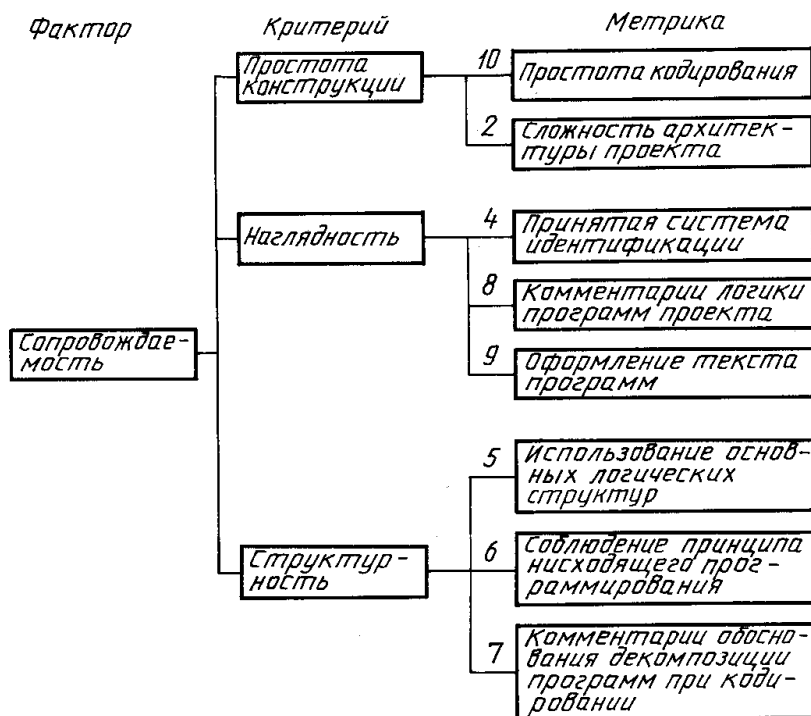 Фактор
Критерий
Метрика
Простота
конструкции
10
Простота кодирования
2
Сложность архитек-
туры проекта
Наглядность
4
Принятая система
идентификации
8
Комментарии логики
программ проекта
9
Оформление текста
программ
Сопровождае-
мость
Структур-
ность
5
Использование основ-
ных логических
структур
6
Соблюдение принципа
нисходящего прог-
раммирования
7
Комментарии обосно-
вания декомпозиции
программ при коди-
ровании